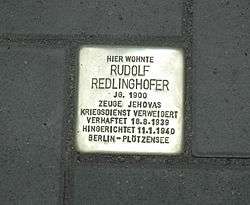 HIER WOHNTE
RUDOLF
REDLINGHOFER
JG. 1900
ZEUGE JEHOVAS
KRIEGSDIENST VERWEIGERT
VERHAFTET 18.8.1939
HINGERICHTET 11.1.1940
BERLIN-PLÖTZENSEE